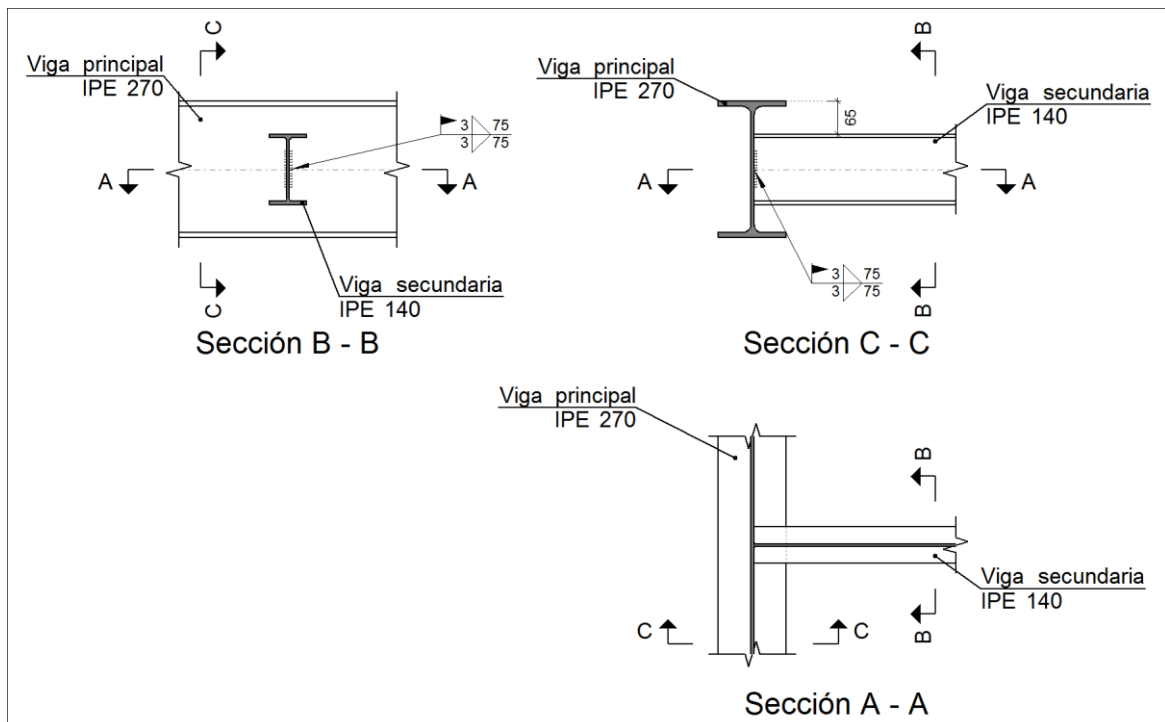 C
Viga principal
IPE 270
3 75
3 75
A
A
Viga secundaria
IPE 140
C
Sección B - B
B
Viga principal
IPE 270
65
Viga secundaria
IPE 140
A
A
3 75
3 75
B
Sección C - C
Viga principal
IPE 270
B
Viga secundaria
IPE 140
C
C
B
Sección A - A